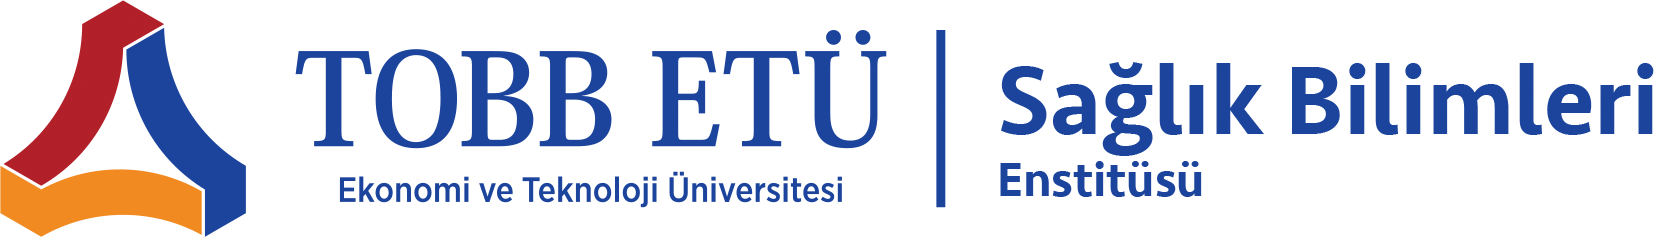 TOBB ETÜ
Ekonomi ve Teknoloji Üniversitesi
Sağlık Bilimleri
Enstitüsü